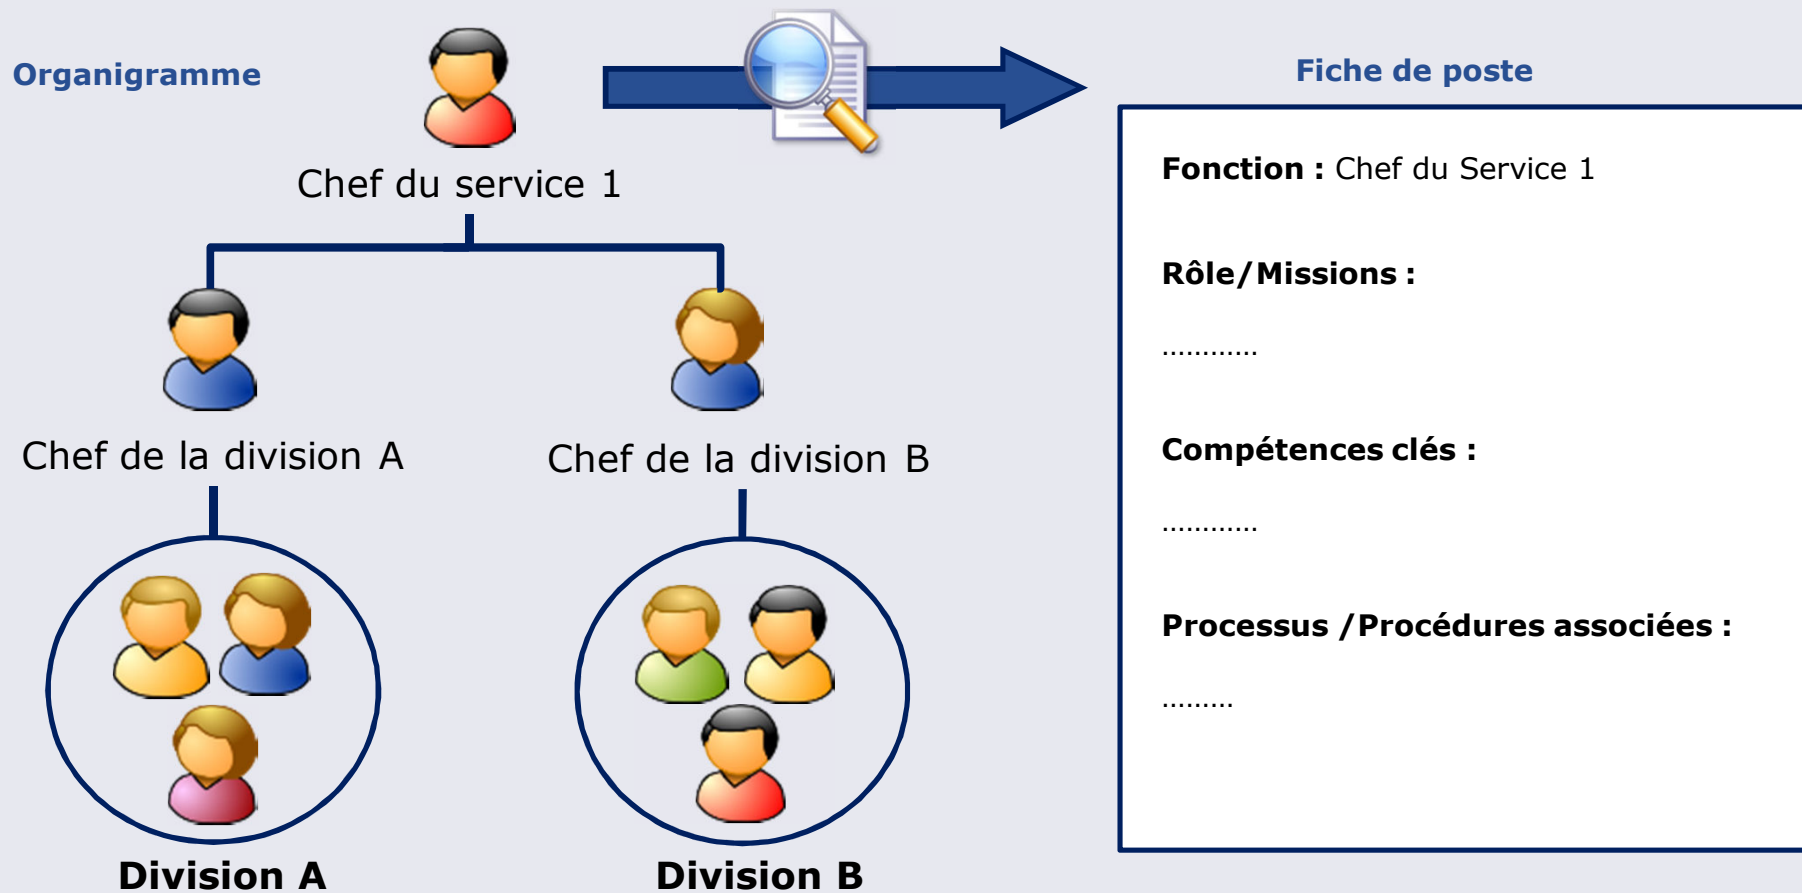 Organigramme
Chef du service 1
Chef de la division A
Chef de la division B
Division A
Division B
Fiche de poste
Fonction : Chef du Service 1
Rôle/Missions :
............
Compétences clés :
............
Processus /Procédures associées :
.........